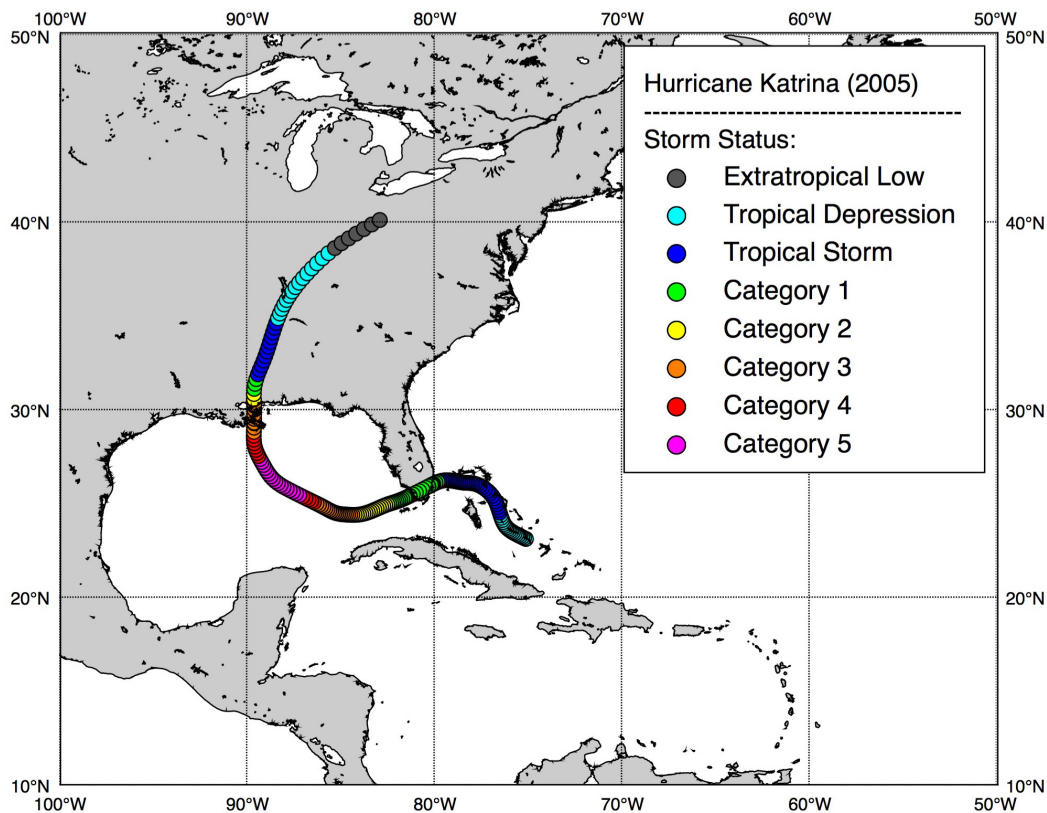 100°W 90°W 80°W 70°W 60°W 50°W
50°N 50°N
Hurricane Katrina (2005)
----------------------------------
Storm Status:
Extratropical Low
Tropical Depression
Tropical Storm
Category 1
Category 2
Category 3
Category 4
Category 5
40°N 40°N
30°N 30°N
20°N 20°N
10°N 10°N
100°W 90°W 80°W 70°W 60°W 50°W